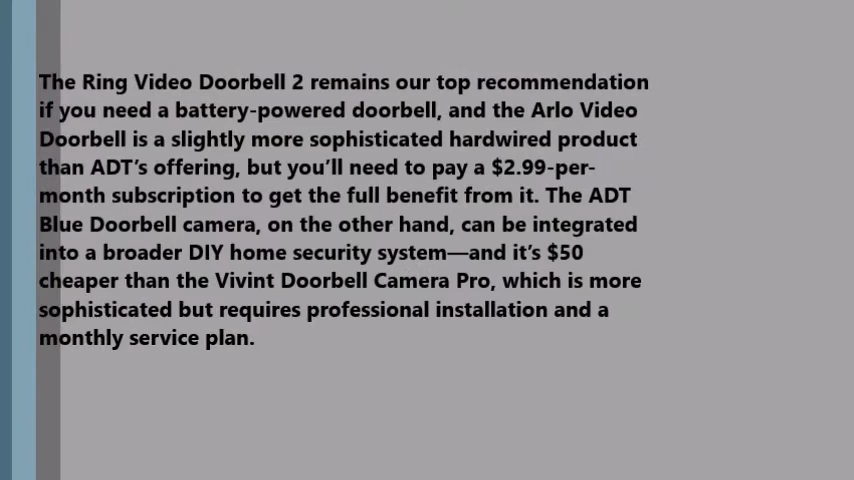 The Ring Video Doorbell 2 remains our top recommendation
if you need a battery-powered doorbell, and the Arlo Video
Doorbell is a slightly more sophisticated hardwired product
than ADT’s offering, but you’ll need to pay a $2.99-per-
month subscription to get the full benefit from it. The ADT
Blue Doorbell camera, on the other hand, can be integrated
into a broader DIY home security system—and it’s $50
cheaper than the Vivint Doorbell Camera Pro, which is more
sophisticated but requires professional installation and a
monthly service plan.